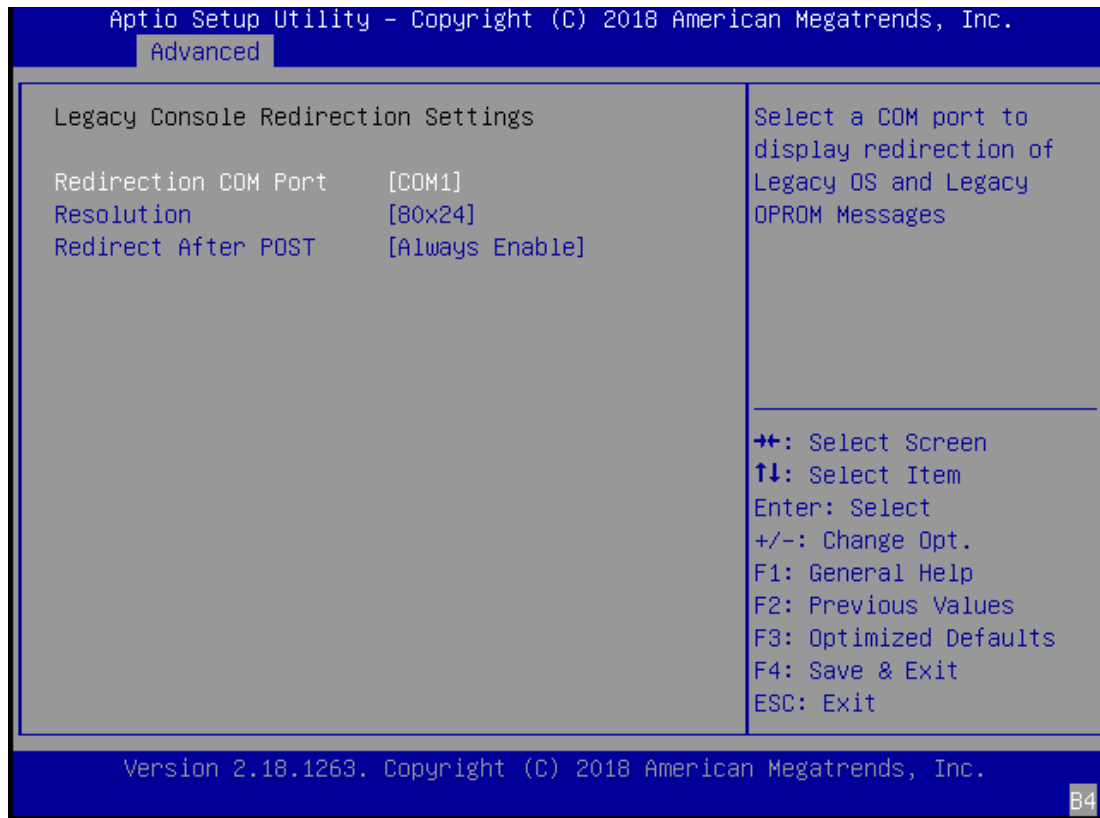 Aptio Setup Utility – Copyright (C) 2018 American Megatrends, Inc.
Advanced
Legacy Console Redirection Settings
Redirection COM Port [COM1]
Resolution [80x24]
Redirect After POST [Always Enable]
Select a COM port to
display redirection of
Legacy OS and Legacy
OPROM Messages
→←: Select Screen
↑↓: Select Item
Enter: Select
+/-: Change Opt.
F1: General Help
F2: Previous Values
F3: Optimized Defaults
F4: Save & Exit
ESC: Exit
Version 2.18.1263. Copyright (C) 2018 American Megatrends, Inc.
B4